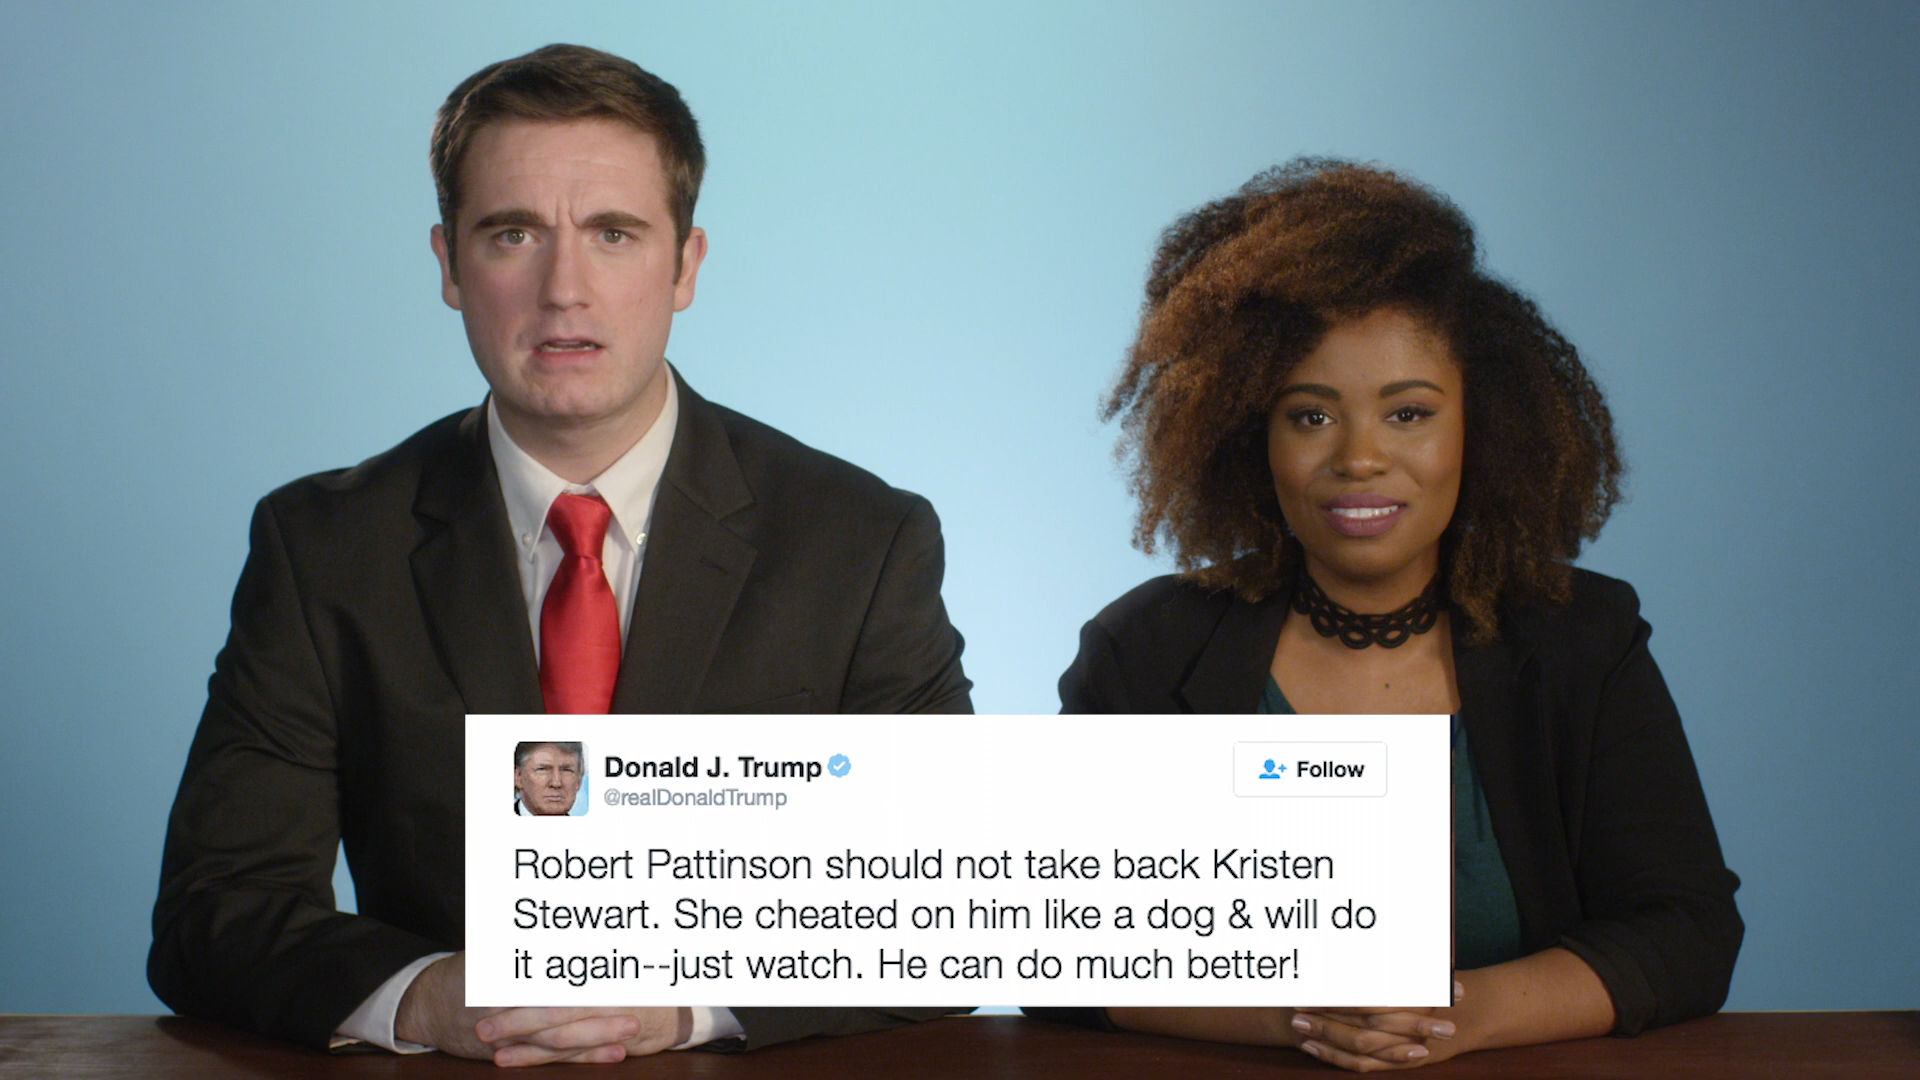 Donald J. Trump
@realDonaldTrump
Follow
Robert Pattinson should not take back Kristen
Stewart. She cheated on him like a dog & will do
it again--just watch. He can do much better!